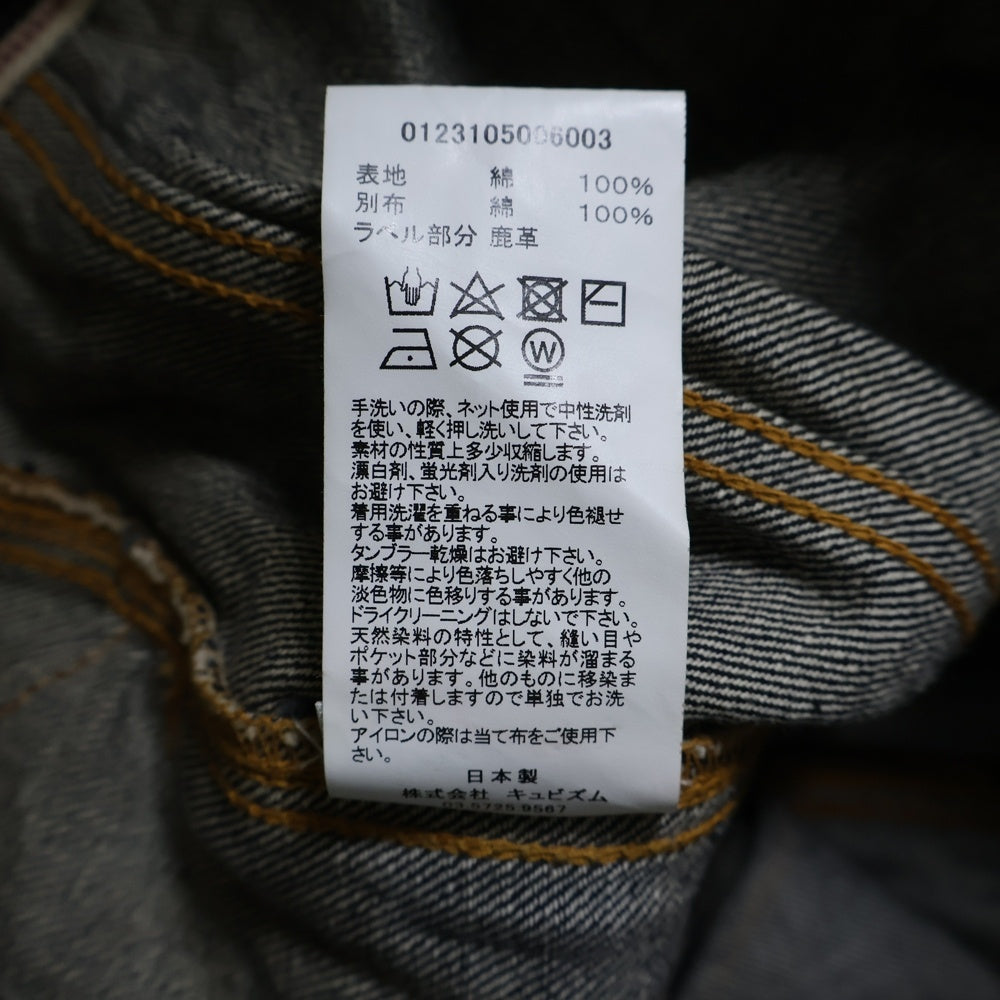 0123105006003
表地 綿 100%
別布 綿 100%
ラベル部分 鹿革
W
手洗いの際、ネット使用で中性洗剤
を使い、軽く押し洗いして下さい。
素材の性質上多少収縮します。
漂白剤、蛍光剤入り洗剤の使用は
お避け下さい。
着用洗濯を重ねる事により色褪せ
する事があります。
タンブラー乾燥はお避け下さい。
摩擦等により色落ちしやすく他の
淡色物に色移りする事があります。
ドライクリーニングはしないで下さい。
天然染料の特性として、縫い目や
ポケット部分などに染料が溜まる
事があります。他のものに移染ま
たは付着しますので単独でお洗
い下さい。
アイロンの際は当て布をご使用下
さい。
日本製
株式会社 キュビズム
03-5725-9567